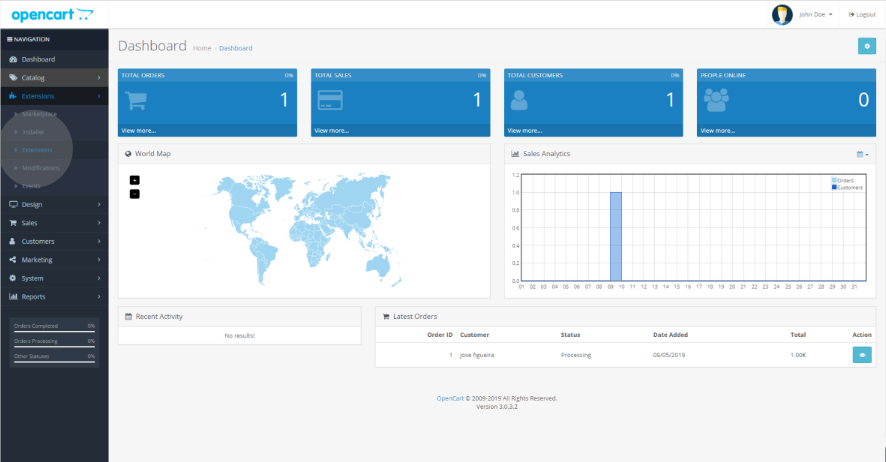 opencart
John Doe
Logout
NAVIGATION
Dashboard
Catalog
Extensions
Marketplace
Installer
Extensions
Modifications
Events
Design
Sales
Customers
Marketing
System
Reports
Orders Completed 0%
Orders Processing 0%
Other Statuses 0%
Dashboard
Home › Dashboard
TOTAL ORDERS 0%
1
View more...
TOTAL SALES 0%
1
View more...
TOTAL CUSTOMERS 0%
1
View more...
PEOPLE ONLINE
0
View more...
World Map
+
-
Sales Analytics
Orders
Customers
1.2
1.0
0.8
0.6
0.4
0.2
0.0
01 02 03 04 05 06 07 08 09 10 11 12 13 14 15 16 17 18 19 20 21 22 23 24 25 26 27 28 29 30 31
Recent Activity
No results!
Latest Orders
Order ID Customer Status Date Added Total Action
1 jose figueira Processing 09/05/2019 1.00€
OpenCart © 2009-2019 All Rights Reserved.
Version 3.0.3.2